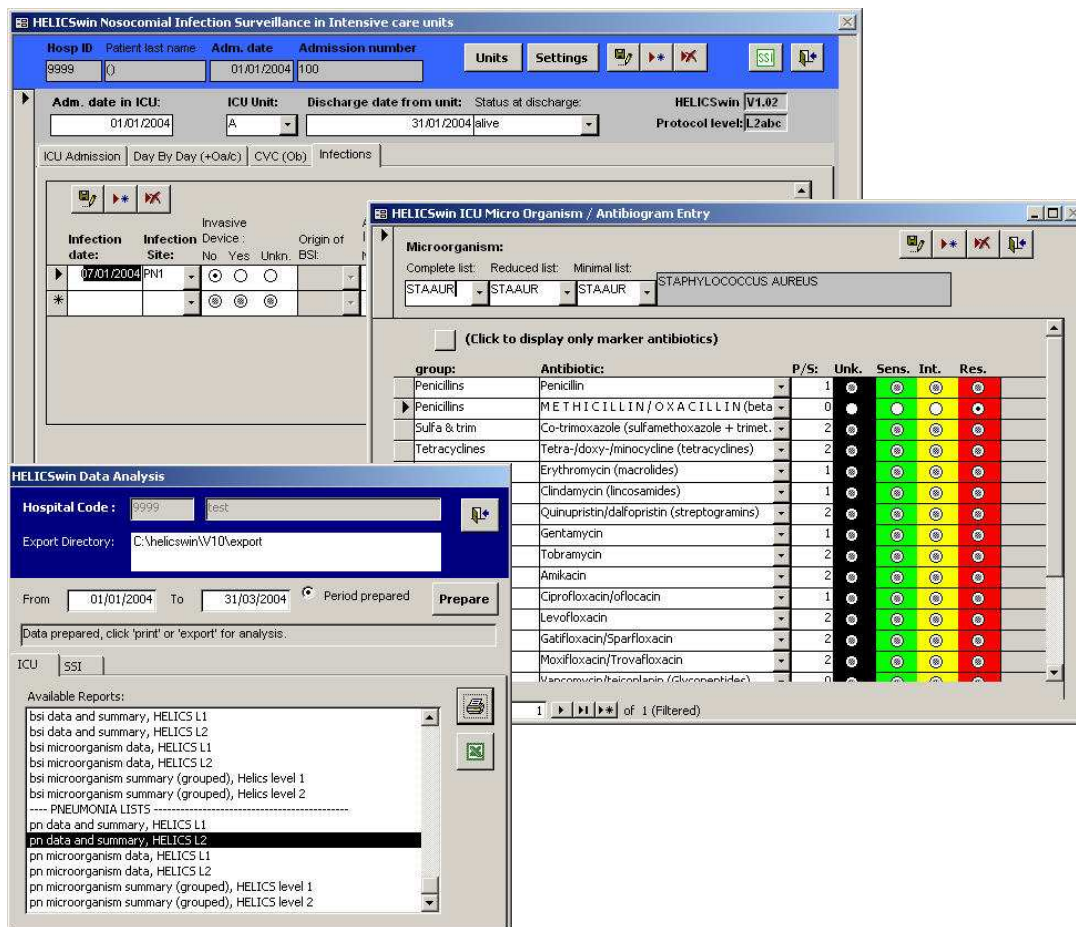 HELICSwin Nosocomial Infection Surveillance in Intensive care units
Hosp ID Patient last name Adm. date Admission number
9999 () 01/01/2004 100
Units Settings SSI
Adm. date in ICU: ICU Unit: Discharge date from unit: Status at discharge: HELICSwin V1.02
01/01/2004 A 31/01/2004 alive Protocol level: L2abc
ICU Admission Day By Day (+Oa/c) CVC (Ob) Infections
Invasive
Infection Infection Device : Origin of
date: Site: No Yes Unkn. BSI:
07/01/2004 PN1
HELICSwin ICU Micro Organism / Antibiogram Entry
Microorganism:
Complete list: Reduced list: Minimal list:
STAAUR STAAUR STAAUR STAPHYLOCOCCUS AUREUS
(Click to display only marker antibiotics)
group: Antibiotic: P/S: Unk. Sens. Int. Res.
Penicillins Penicillin 1
Penicillins METHICILLIN/OXACILLIN (beta 0
Sulfa & trim Co-trimoxazole (sulfamethoxazole + trimet. 2
Tetracyclines Tetra-/doxy-/minocycline (tetracyclines) 2
Erythromycin (macrolides) 1
Clindamycin (lincosamides) 1
Quinupristin/dalfopristin (streptogramins) 2
Gentamycin 1
Tobramycin 2
Amikacin 2
Ciprofloxacin/oflocacin 1
Levofloxacin 2
Gatifloxacin/Sparfloxacin 2
Moxifloxacin/Trovafloxacin 2
Vancomycin/teicoplanin (Glycopeptides) 0
1 of 1 (Filtered)
HELICSwin Data Analysis
Hospital Code : 9999 test
Export Directory: C:\helicswin\V10\export
From 01/01/2004 To 31/03/2004 Period prepared Prepare
Data prepared, click 'print' or 'export' for analysis.
ICU SSI
Available Reports:
bsi data and summary, HELICS L1
bsi data and summary, HELICS L2
bsi microorganism data, HELICS L1
bsi microorganism data, HELICS L2
bsi microorganism summary (grouped), Helics level 1
bsi microorganism summary (grouped), Helics level 2
---- PNEUMONIA LISTS ----------------------------------------------
pn data and summary, HELICS L1
pn data and summary, HELICS L2
pn microorganism data, HELICS L1
pn microorganism data, HELICS L2
pn microorganism summary (grouped), HELICS level 1
pn microorganism summary (grouped), HELICS level 2